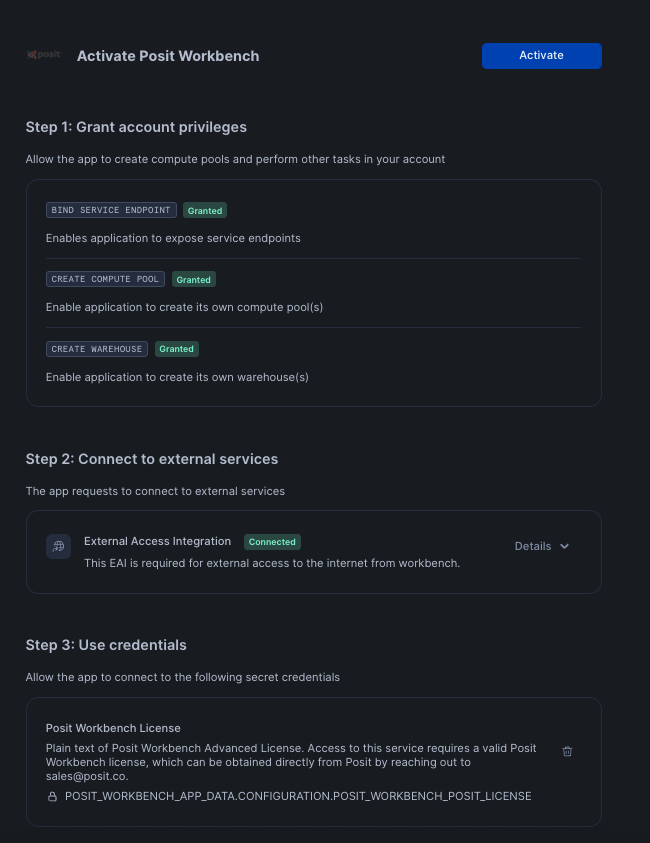 posit
Activate Posit Workbench
Activate
Step 1: Grant account privileges
Allow the app to create compute pools and perform other tasks in your account
BIND SERVICE ENDPOINT Granted
Enables application to expose service endpoints
CREATE COMPUTE POOL Granted
Enable application to create its own compute pool(s)
CREATE WAREHOUSE Granted
Enable application to create its own warehouse(s)
Step 2: Connect to external services
The app requests to connect to external services
External Access Integration Connected
Details
This EAI is required for external access to the internet from workbench.
Step 3: Use credentials
Allow the app to connect to the following secret credentials
Posit Workbench License
Plain text of Posit Workbench Advanced License. Access to this service requires a valid Posit
Workbench license, which can be obtained directly from Posit by reaching out to
sales@posit.co.
POSIT_WORKBENCH_APP_DATA.CONFIGURATION.POSIT_WORKBENCH_POSIT_LICENSE